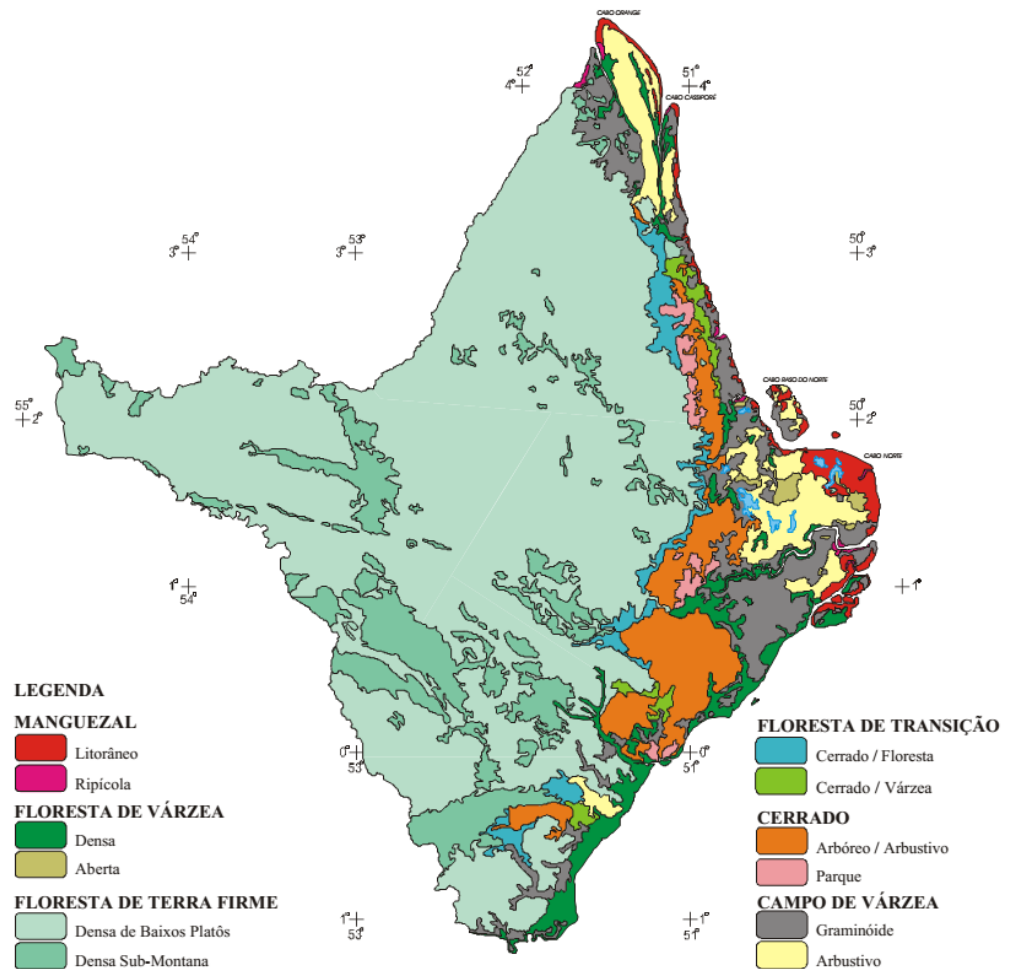 CABO ORANGE
52°
4°
51°
4°
CABO CASSIPORÉ
54°
3°
53°
3°
50°
3°
CABO RASO DO NORTE
55°
2°
50°
2°
CABO NORTE
1°
54°
1°
LEGENDA
MANGUEZAL
Litorâneo
Ripícola
FLORESTA DE VÁRZEA
Densa
Aberta
FLORESTA DE TERRA FIRME
Densa de Baixos Platôs
Densa Sub-Montana
0°
53°
0°
51°
1°
53°
1°
51°
FLORESTA DE TRANSIÇÃO
Cerrado / Floresta
Cerrado / Várzea
CERRADO
Arbóreo / Arbustivo
Parque
CAMPO DE VÁRZEA
Graminóide
Arbustivo